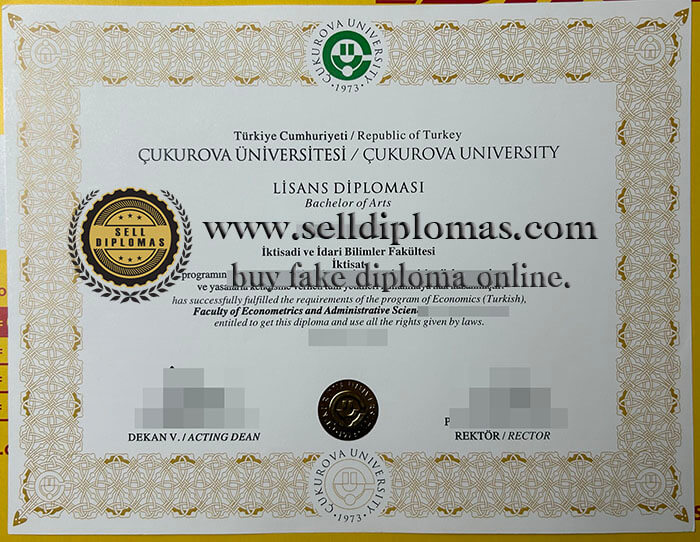 ÇUKUROVA UNIVERSITY
· 1973 ·
Türkiye Cumhuriyeti / Republic of Turkey
ÇUKUROVA ÜNİVERSİTESİ / ÇUKUROVA UNIVERSITY
LİSANS DİPLOMASI
Bachelor of Arts
SELL
DIPLOMAS
www.selldiplomas.com
İktisadi ve İdari Bilimler Fakültesi
İktisat
programın
buy fake diploma online.
ve yasalarla
has successfully fulfilled the requirements of the program of Economics (Turkish),
Faculty of Econometrics and Administrative Scien
entitled to get this diploma and use all the rights given by laws.
DEKAN V. / ACTING DEAN
REKTÖR / RECTOR
ÇUKUROVA UNIVERSITY
· 1973 ·